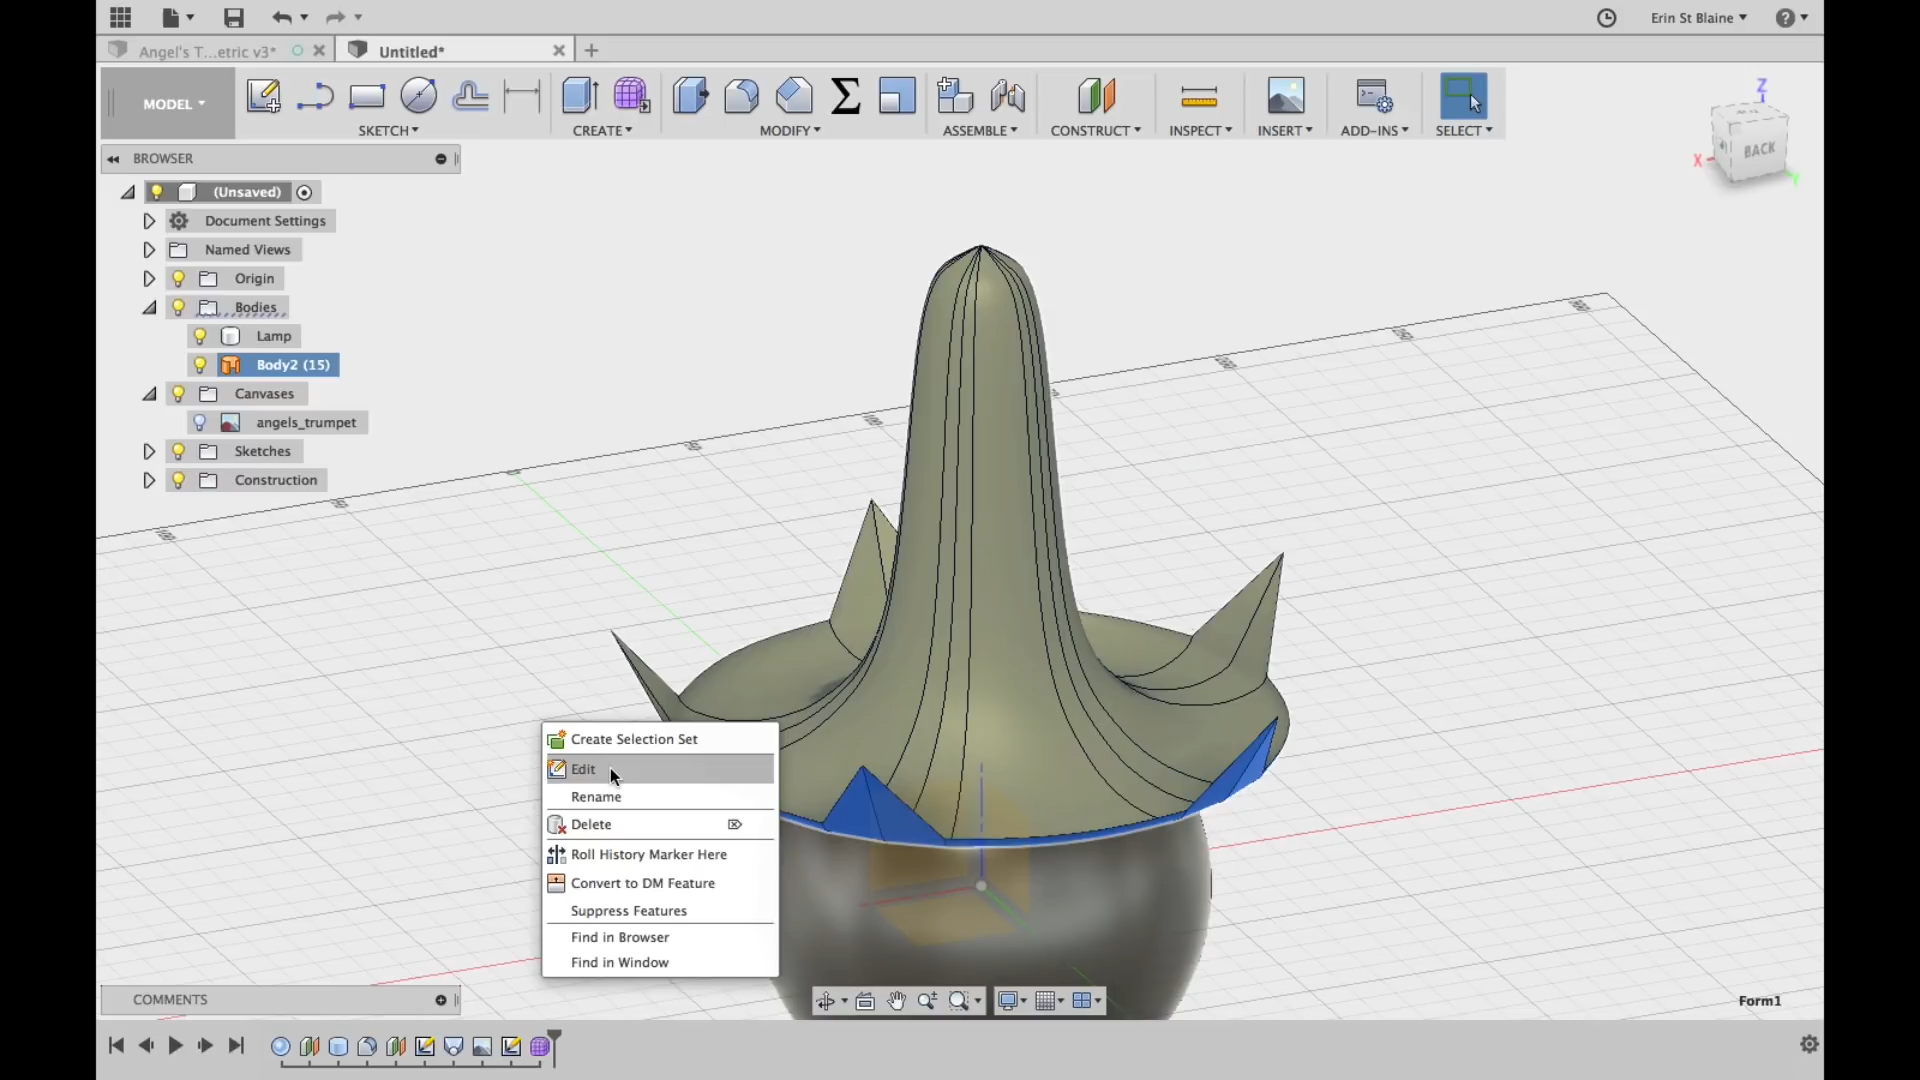 Erin St Blaine
Angel's T...etric v3*
Untitled*
MODEL
SKETCH
CREATE
MODIFY
ASSEMBLE
CONSTRUCT
INSPECT
INSERT
ADD-INS
SELECT
BROWSER
(Unsaved)
Document Settings
Named Views
Origin
Bodies
Lamp
Body2 (15)
Canvases
angels_trumpet
Sketches
Construction
Z
X
BACK
Y
Create Selection Set
Edit
Rename
Delete
Roll History Marker Here
Convert to DM Feature
Suppress Features
Find in Browser
Find in Window
COMMENTS
Form1